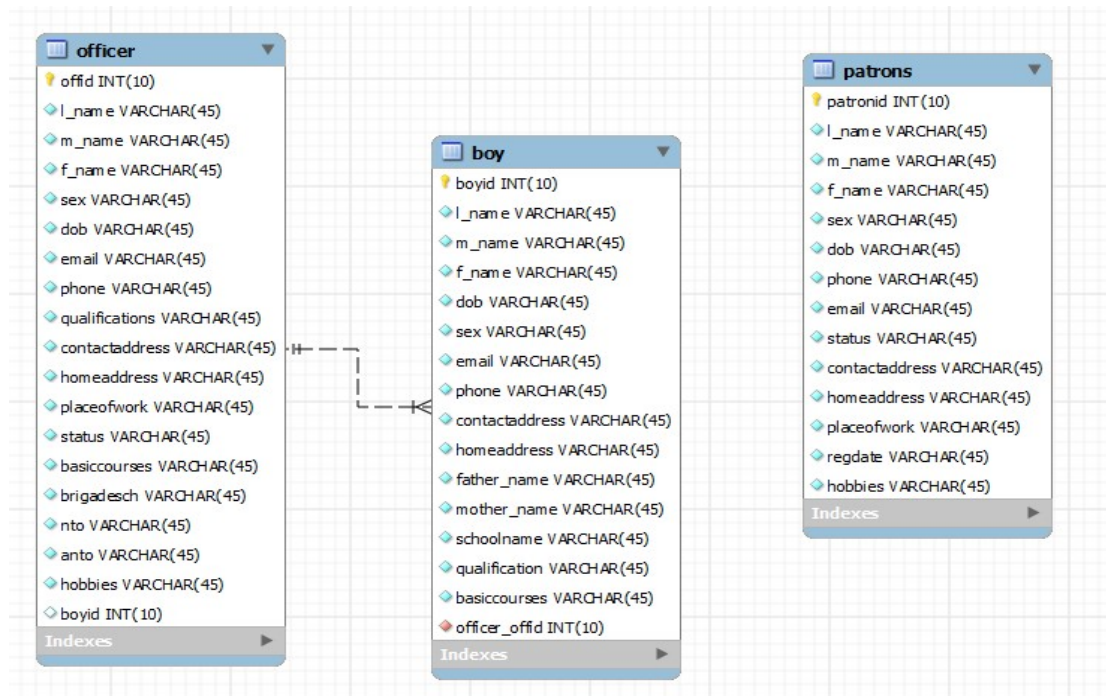 officer
offid INT(10)
l_name VARCHAR(45)
m_name VARCHAR(45)
f_name VARCHAR(45)
sex VARCHAR(45)
dob VARCHAR(45)
email VARCHAR(45)
phone VARCHAR(45)
qualifications VARCHAR(45)
contactaddress VARCHAR(45)
homeaddress VARCHAR(45)
placeofwork VARCHAR(45)
status VARCHAR(45)
basiccourses VARCHAR(45)
brigadesch VARCHAR(45)
nto VARCHAR(45)
anto VARCHAR(45)
hobbies VARCHAR(45)
boyid INT(10)
Indexes
boy
boyid INT(10)
l_name VARCHAR(45)
m_name VARCHAR(45)
f_name VARCHAR(45)
dob VARCHAR(45)
sex VARCHAR(45)
email VARCHAR(45)
phone VARCHAR(45)
contactaddress VARCHAR(45)
homeaddress VARCHAR(45)
father_name VARCHAR(45)
mother_name VARCHAR(45)
schoolname VARCHAR(45)
qualification VARCHAR(45)
basiccourses VARCHAR(45)
officer_offid INT(10)
Indexes
patrons
patronid INT(10)
l_name VARCHAR(45)
m_name VARCHAR(45)
f_name VARCHAR(45)
sex VARCHAR(45)
dob VARCHAR(45)
phone VARCHAR(45)
email VARCHAR(45)
status VARCHAR(45)
contactaddress VARCHAR(45)
homeaddress VARCHAR(45)
placeofwork VARCHAR(45)
regdate VARCHAR(45)
hobbies VARCHAR(45)
Indexes